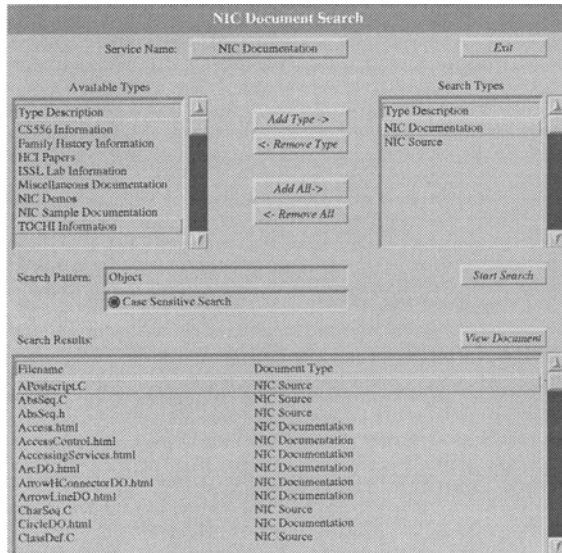 NIC Document Search
Service Name: NIC Documentation Exit
Available Types Search Types
Type Description
CS556 Information
Family History Information
HCI Papers
ISSL Lab Information
Miscellaneous Documentation
NIC Demos
NIC Sample Documentation
TOCHI Information
Add Type ->
<- Remove Type
Add All->
<- Remove All
Type Description
NIC Documentation
NIC Source
Search Pattern: Object Start Search
Case Sensitive Search
Search Results: View Document
Filename Document Type
APostscript.C NIC Source
AbsSeq.C NIC Source
AbsSeq.h NIC Source
Access.html NIC Documentation
AccessControl.html NIC Documentation
AccessingServices.html NIC Documentation
ArcDO.html NIC Documentation
ArrowHConnectorDO.html NIC Documentation
ArrowLineDO.html NIC Documentation
CharSeq.C NIC Source
CircleDO.html NIC Documentation
ClassDef.C NIC Source